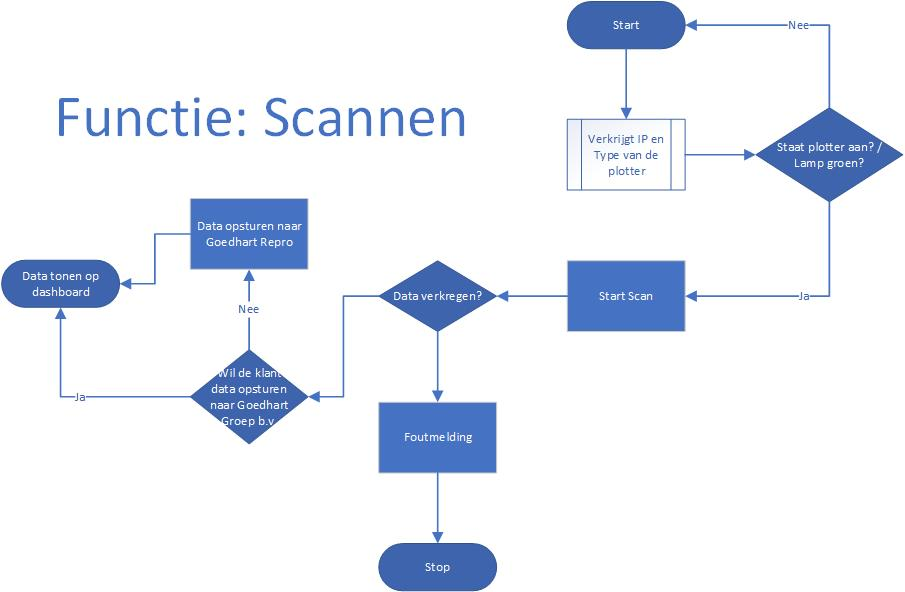 Start
Nee
Functie: Scannen
Verkrijgt IP en
Type van de
plotter
Staat plotter aan? /
Lamp groen?
Data opsturen naar
Goedhart Repro
Data tonen op
dashboard
Data verkregen?
Start Scan
Ja
Nee
Wil de klant
data opsturen
naar Goedhart
Groep b.v.
Ja
Foutmelding
Stop